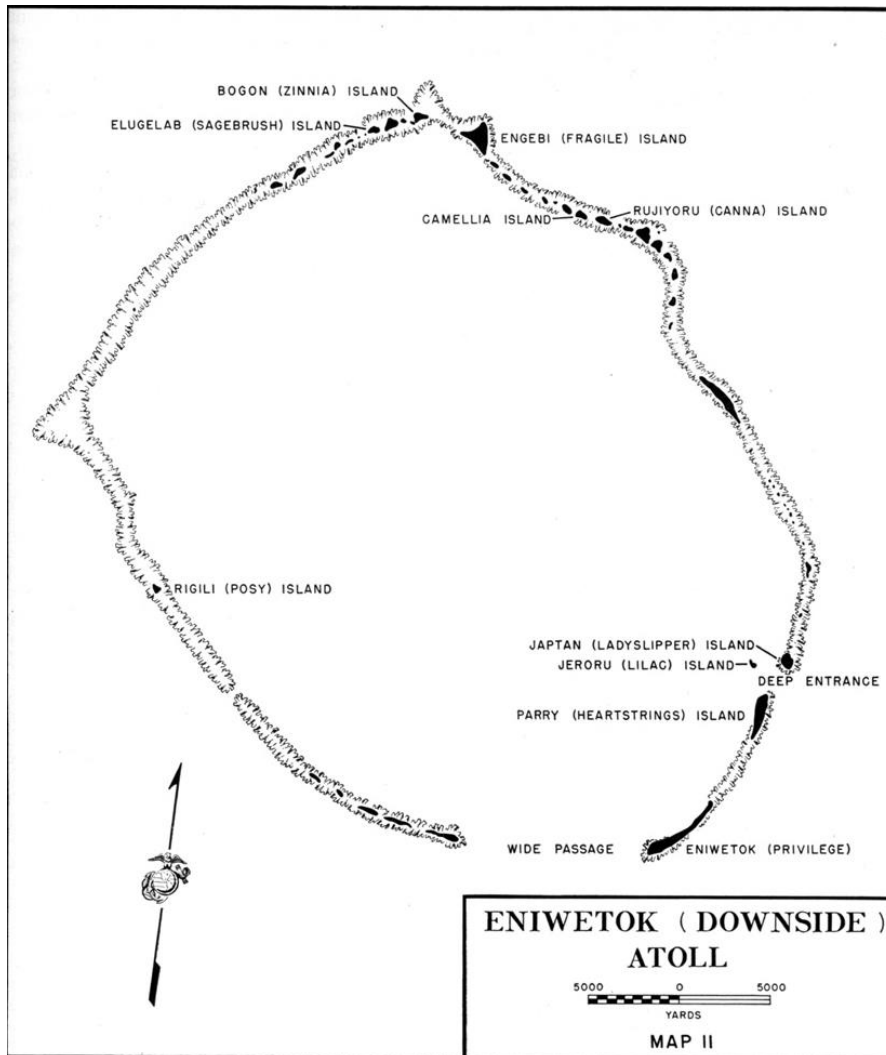 BOGON (ZINNIA) ISLAND
ELUGELAB (SAGEBRUSH) ISLAND
ENGEBI (FRAGILE) ISLAND
CAMELLIA ISLAND
RUJIYORU (CANNA) ISLAND
RIGILI (POSY) ISLAND
JAPTAN (LADYSLIPPER) ISLAND
JERORU (LILAC) ISLAND
DEEP ENTRANCE
PARRY (HEARTSTRINGS) ISLAND
WIDE PASSAGE
ENIWETOK (PRIVILEGE)
ENIWETOK (DOWNSIDE)
ATOLL
5000 0 5000
YARDS
MAP II